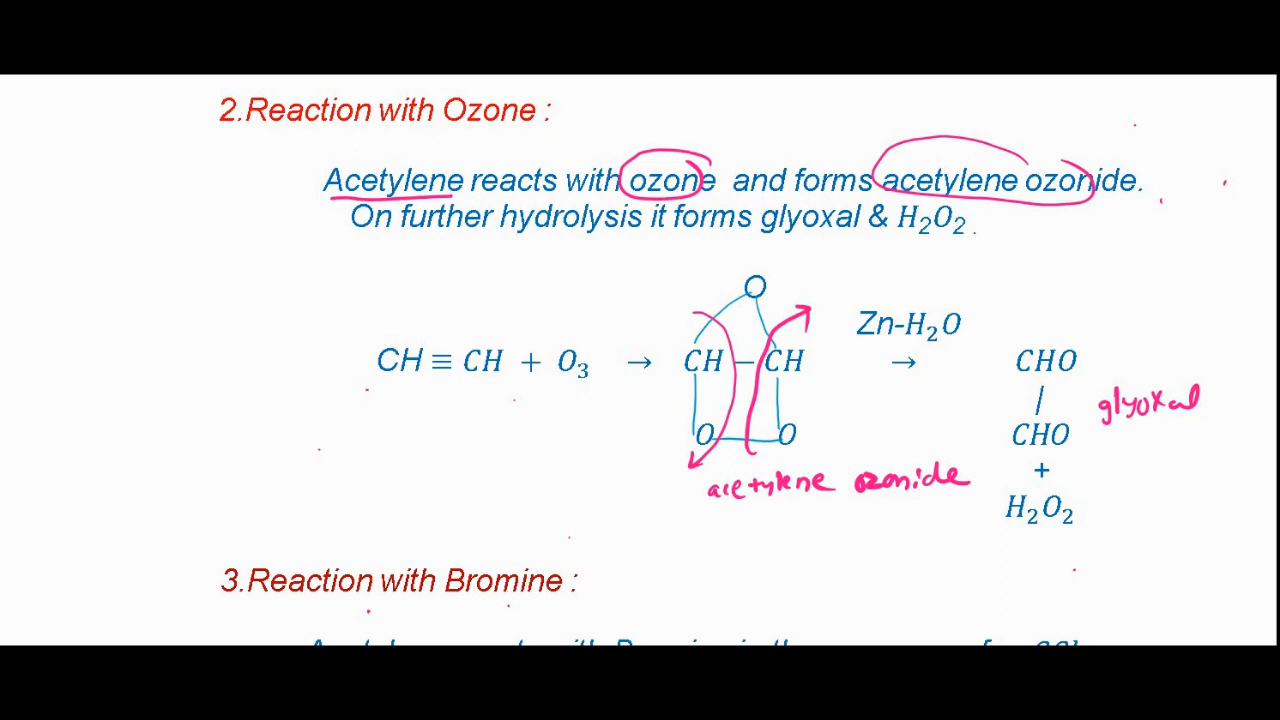 2.Reaction with Ozone :
Acetylene reacts with ozone and forms acetylene ozonide.
On further hydrolysis it forms glyoxal & H₂O₂ .
O
Zn-H₂O
CH ≡ CH + O₃ → CH – CH → CHO
/
glyoxal
O O CHO
+
acetylene ozonide
H₂O₂
3.Reaction with Bromine :